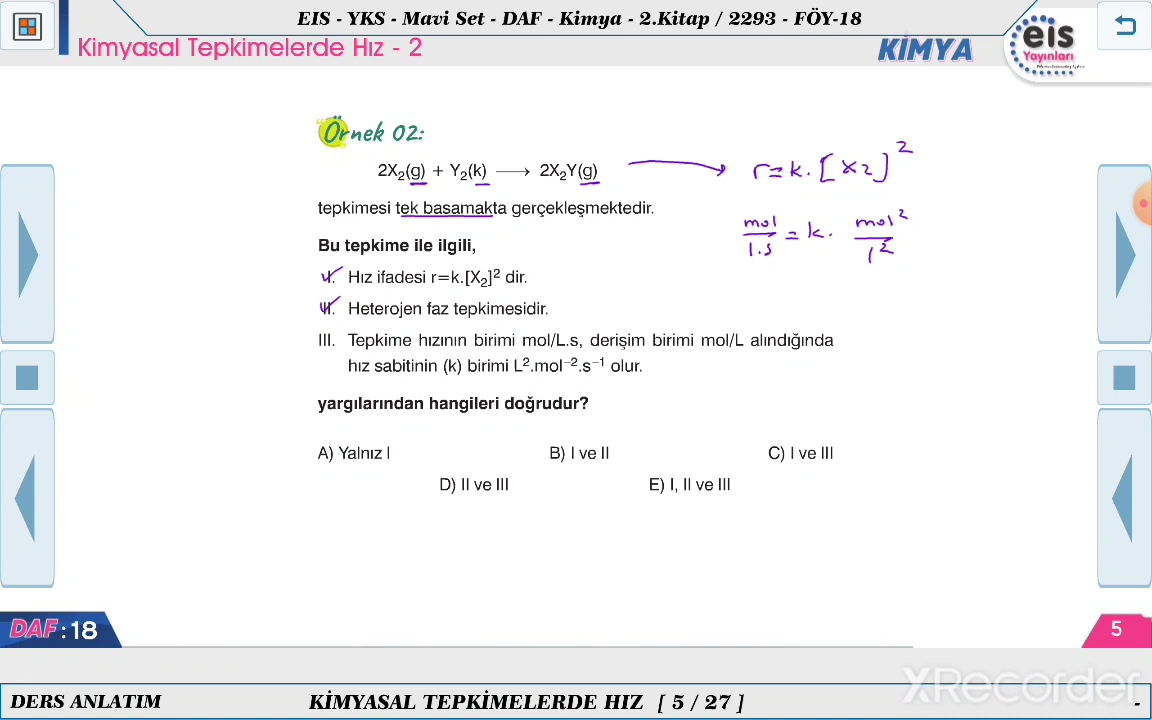 EIS - YKS - Mavi Set - DAF - Kimya - 2.Kitap / 2293 - FÖY-18
Kimyasal Tepkimelerde Hız - 2
KİMYA
eis
Yayınları
Örnek 02:
2X₂(g) + Y₂(k) ⟶ 2X₂Y(g)
r = k . [X₂]²
tepkimesi tek basamakta gerçekleşmektedir.
mol/l.s = k. mol²/l²
Bu tepkime ile ilgili,
I. Hız ifadesi r=k.[X₂]² dir.
II. Heterojen faz tepkimesidir.
III. Tepkime hızının birimi mol/L.s, derişim birimi mol/L alındığında
hız sabitinin (k) birimi L².mol⁻².s⁻¹ olur.
yargılarından hangileri doğrudur?
A) Yalnız I B) I ve II C) I ve III
D) II ve III E) I, II ve III
DAF : 18
5
XRecorder
DERS ANLATIM KİMYASAL TEPKİMELERDE HIZ [ 5 / 27 ] -